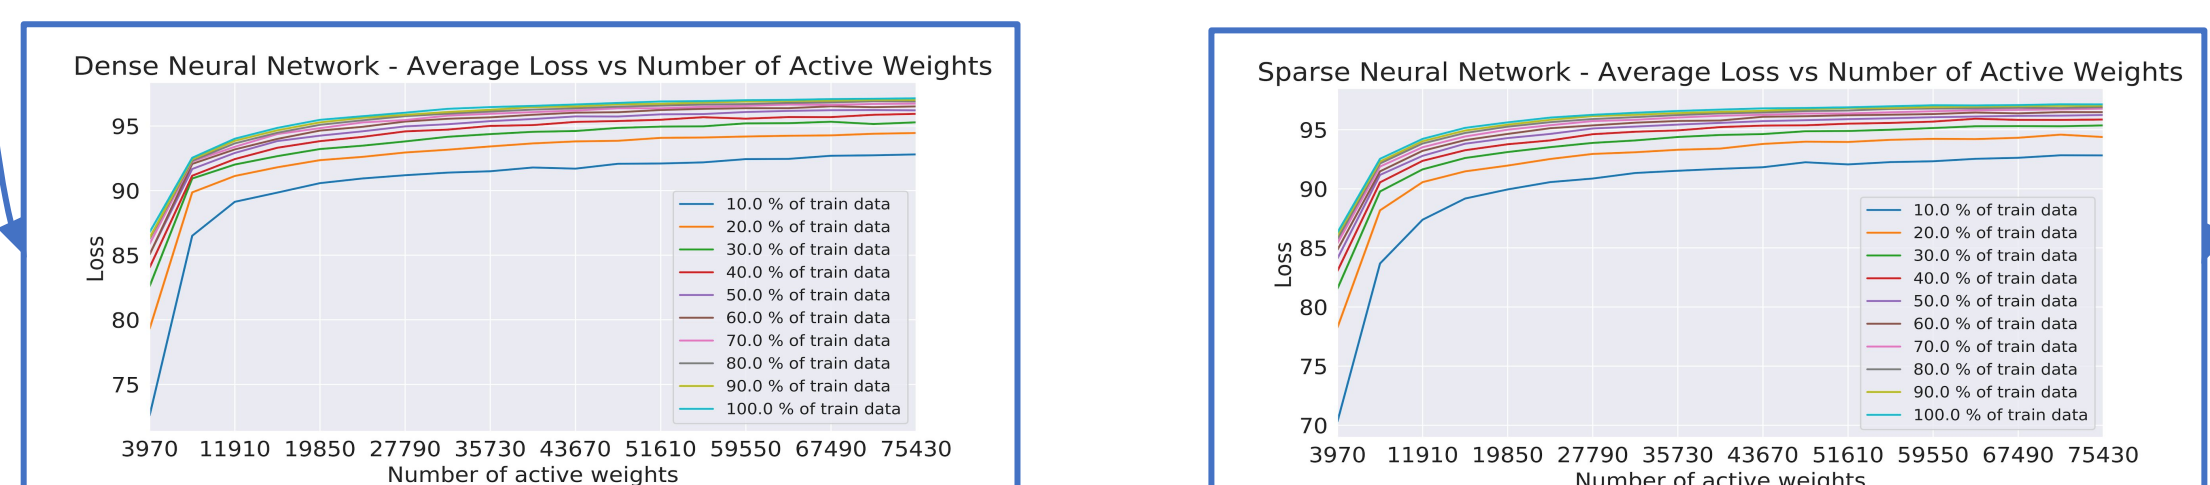 Dense Neural Network - Average Loss vs Number of Active Weights
95
90
85
80
75
Loss
10.0 % of train data
20.0 % of train data
30.0 % of train data
40.0 % of train data
50.0 % of train data
60.0 % of train data
70.0 % of train data
80.0 % of train data
90.0 % of train data
100.0 % of train data
3970 11910 19850 27790 35730 43670 51610 59550 67490 75430
Number of active weights
Sparse Neural Network - Average Loss vs Number of Active Weights
95
90
85
80
75
70
Loss
10.0 % of train data
20.0 % of train data
30.0 % of train data
40.0 % of train data
50.0 % of train data
60.0 % of train data
70.0 % of train data
80.0 % of train data
90.0 % of train data
100.0 % of train data
3970 11910 19850 27790 35730 43670 51610 59550 67490 75430
Number of active weights